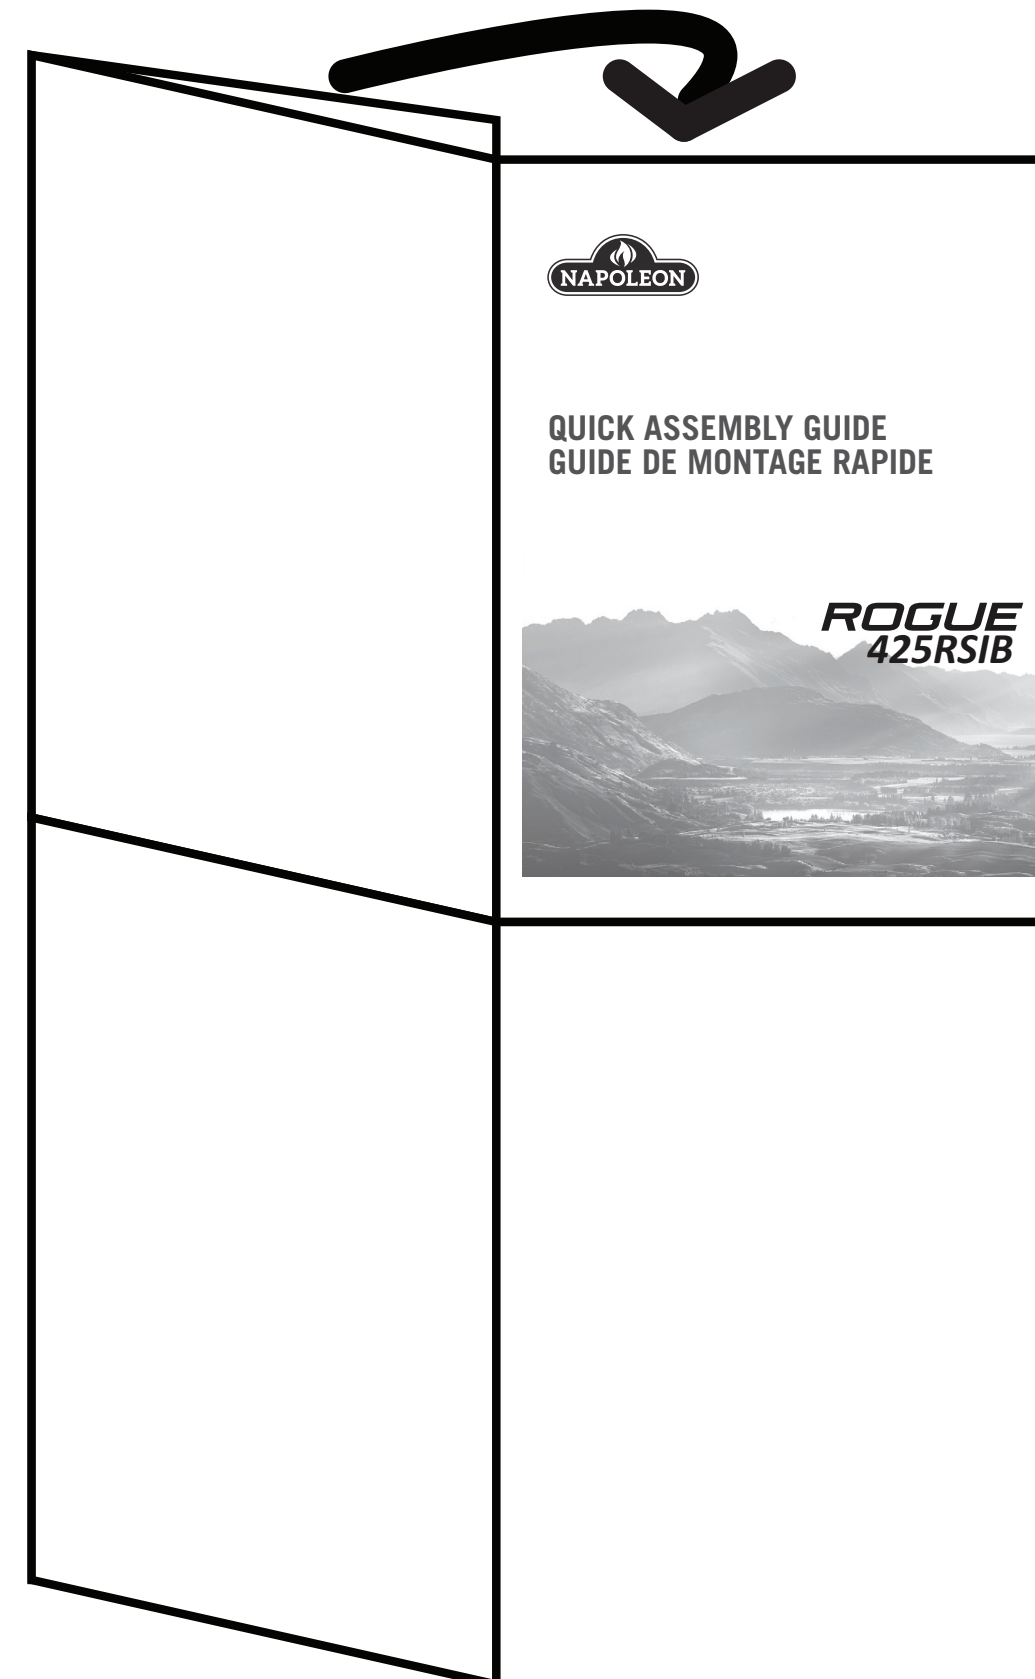 NAPOLEON
QUICK ASSEMBLY GUIDE
GUIDE DE MONTAGE RAPIDE
ROGUE
425RSIB